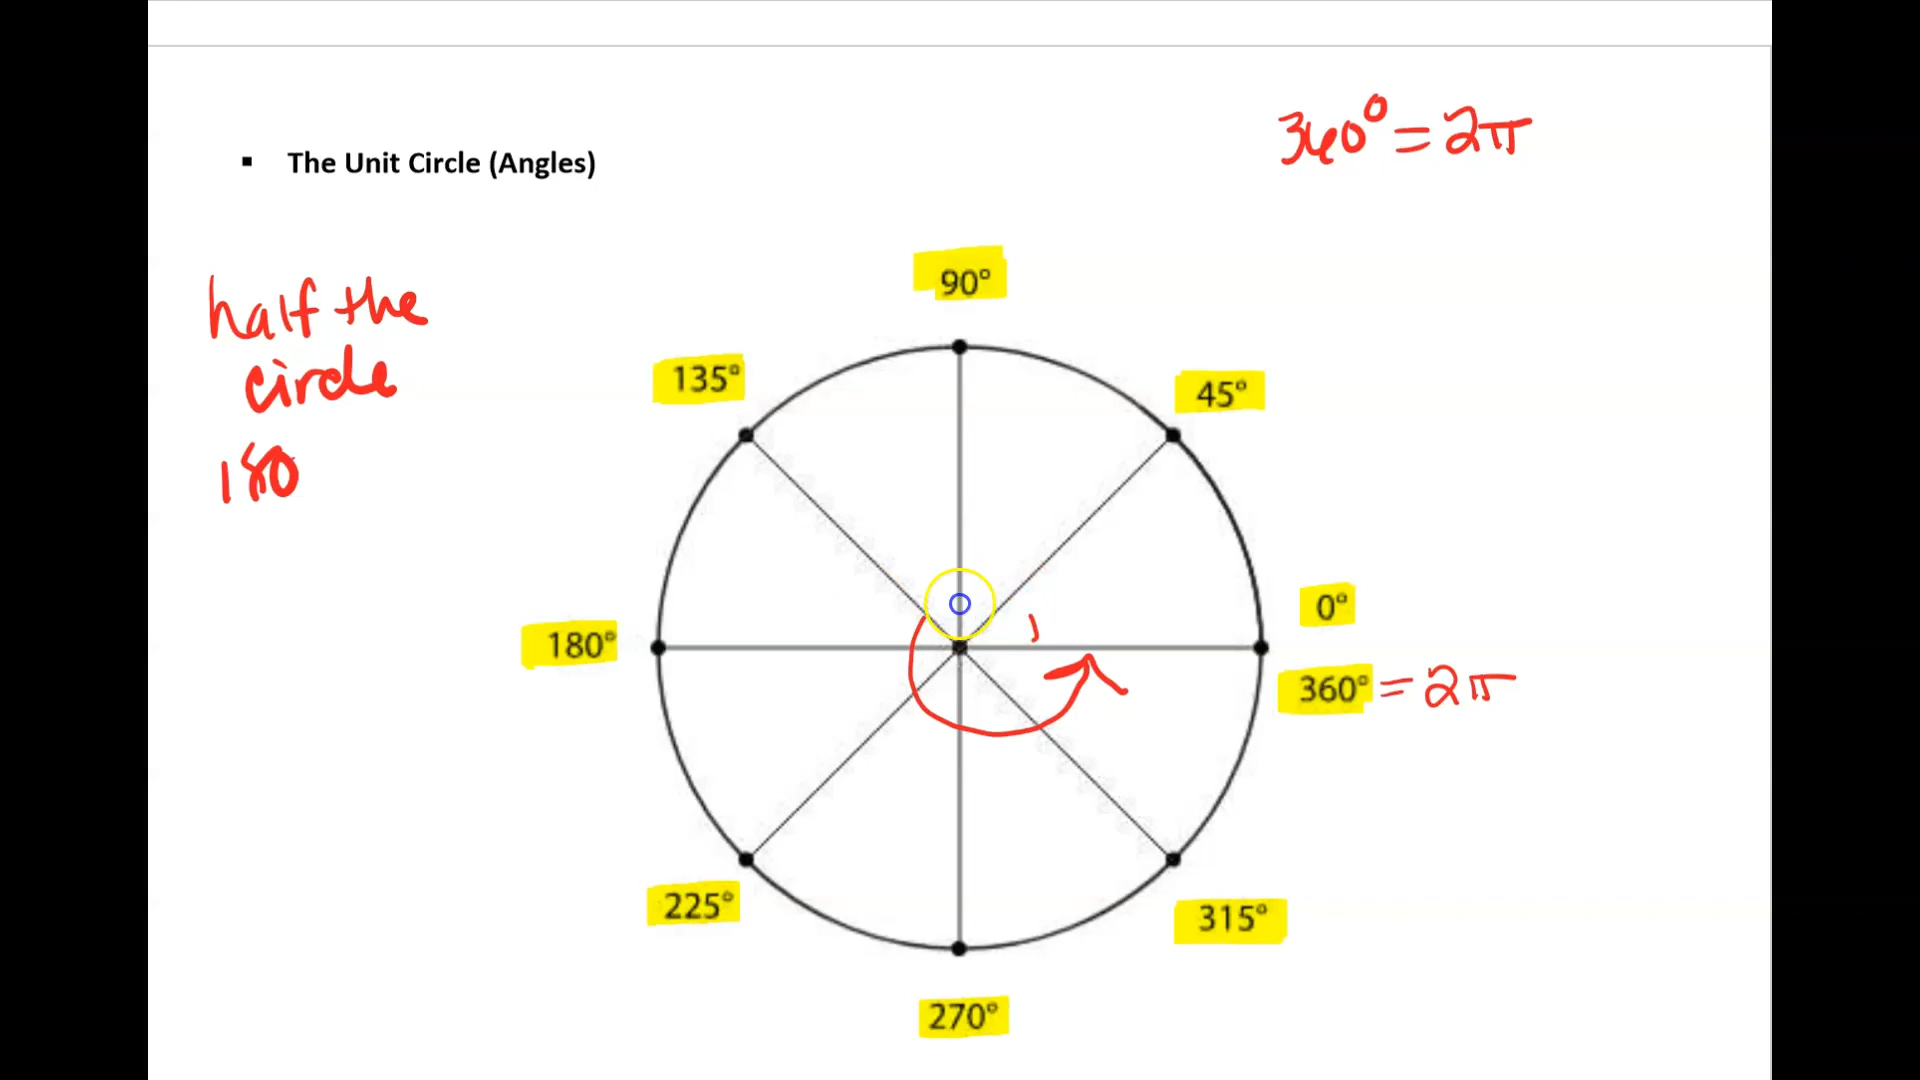 360° = 2π
▪ The Unit Circle (Angles)
90°
half the
circle
180
135°
45°
0°
180°
360° = 2π
225°
315°
270°